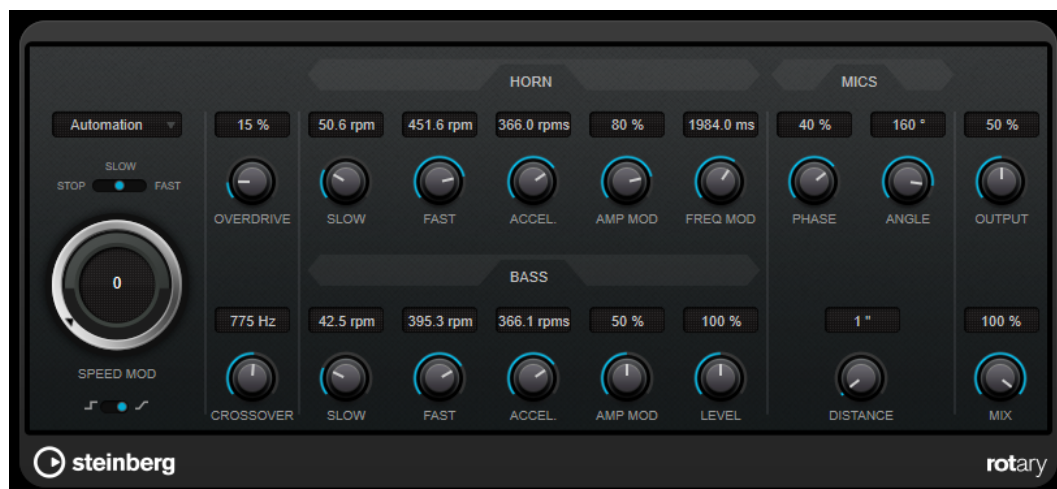 HORN
MICS
Automation
15 %
50.6 rpm
451.6 rpm
366.0 rpms
80 %
1984.0 ms
40 %
160 °
50 %
SLOW
STOP
FAST
OVERDRIVE
SLOW
FAST
ACCEL.
AMP MOD
FREQ MOD
PHASE
ANGLE
OUTPUT
0
BASS
775 Hz
42.5 rpm
395.3 rpm
366.1 rpms
50 %
100 %
1 "
100 %
SPEED MOD
CROSSOVER
SLOW
FAST
ACCEL.
AMP MOD
LEVEL
DISTANCE
MIX
steinberg
rotary